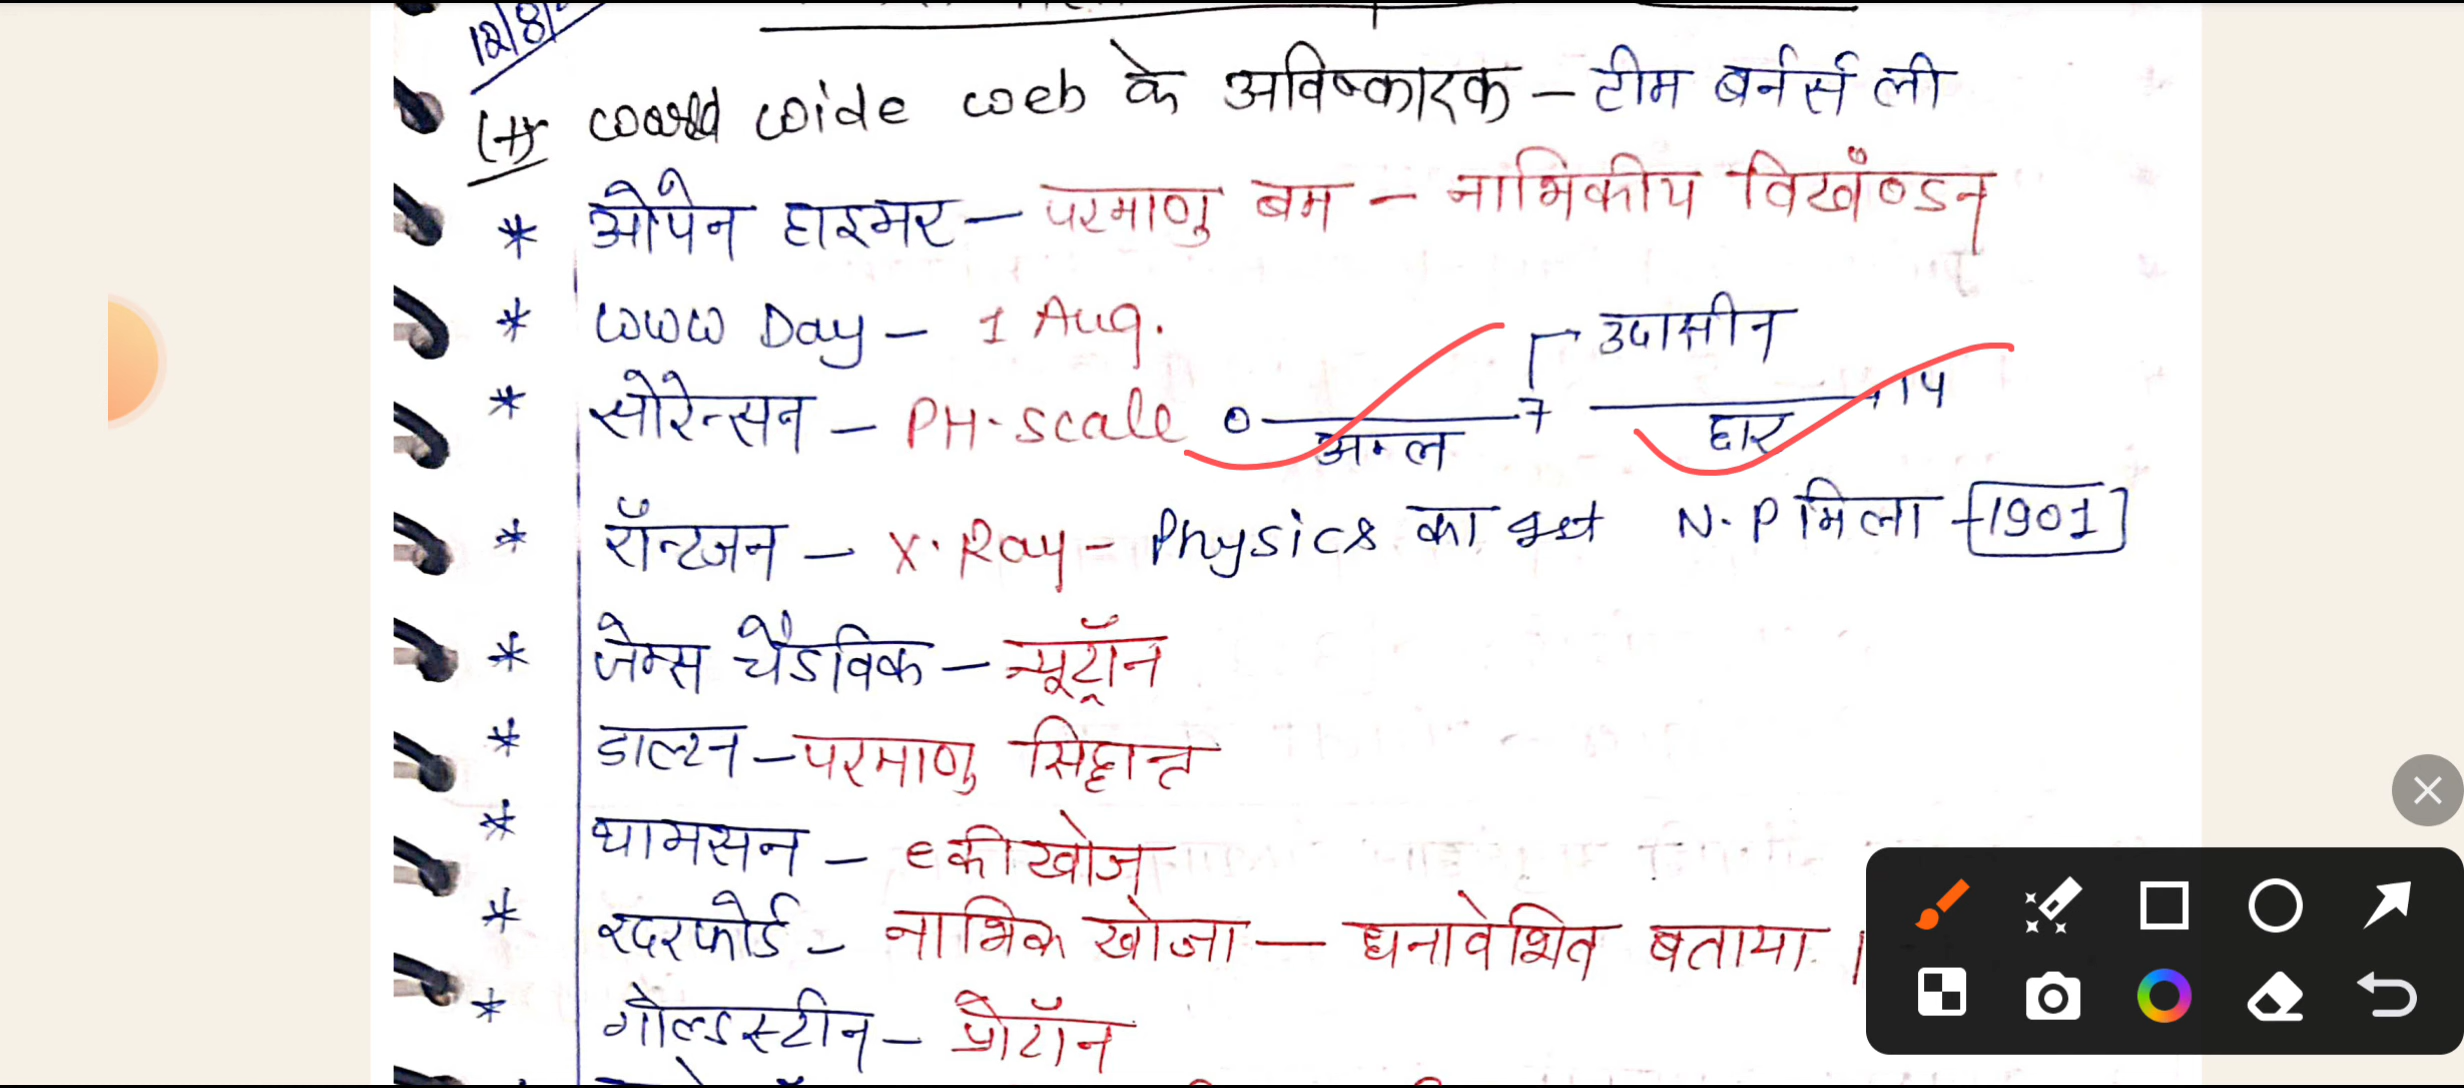 12/8/
(+) World wide web के अविष्कारक – टीम बर्नर्स ली
* ओपेन हाइमर – परमाणु बम – नाभिकीय विखँण्डन
* WWW Day – 1 Aug.
उदासीन
* सोरेन्सन – PH-scale 0 7 14
अम्ल क्षार
* रॉन्टजन – X-Ray – Physics का N.P मिला – [1901]
* जेम्स चैडविक – न्यूट्रॉन
* डाल्टन – परमाणु सिद्धान्त
* थामसन – e की खोज
* रदरफोर्ड – नाभिक खोजा – धनावेशित बताया ।
* गोल्डस्टीन – प्रोटॉन